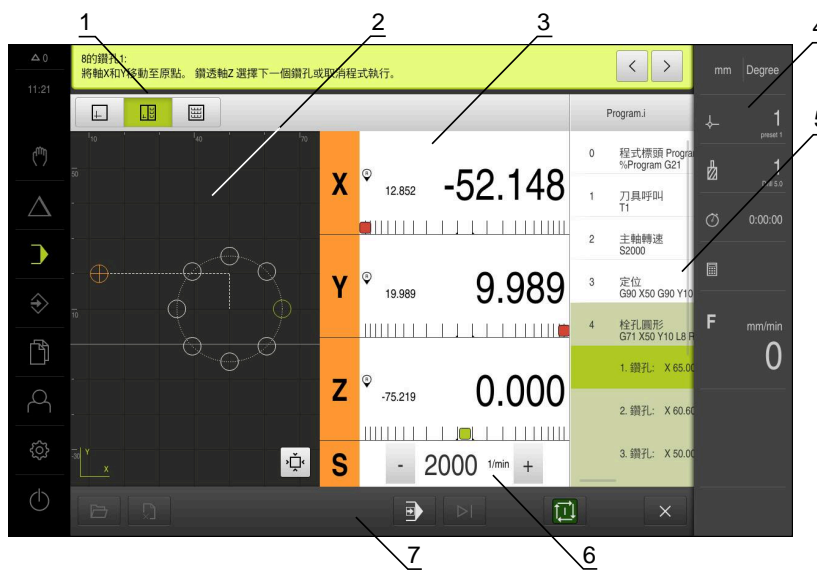 1
2
3
4
5
0
8的鑽孔1:
將軸X和Y移動至原點。 鑽透軸Z 選擇下一個鑽孔或取消程式執行。
mm Degree
11:21
Program.i
1
preset 1
10 40 70
50
10
-30
Y
X
X
R
12.852
-52.148
Y
R
19.989
9.989
Z
R
-75.219
0.000
S
- 2000 1/min +
0 程式標頭
%Program G21
1 刀具呼叫
T1
2 主軸轉速
S2000
3 定位
G90 X50 G90 Y10
4 栓孔圓形
G71 X50 Y10 L8
1. 鑽孔: X 65.00
2. 鑽孔: X 60.60
3. 鑽孔: X 50.00
1
5.0
0:00:00
F mm/min
0
7
6